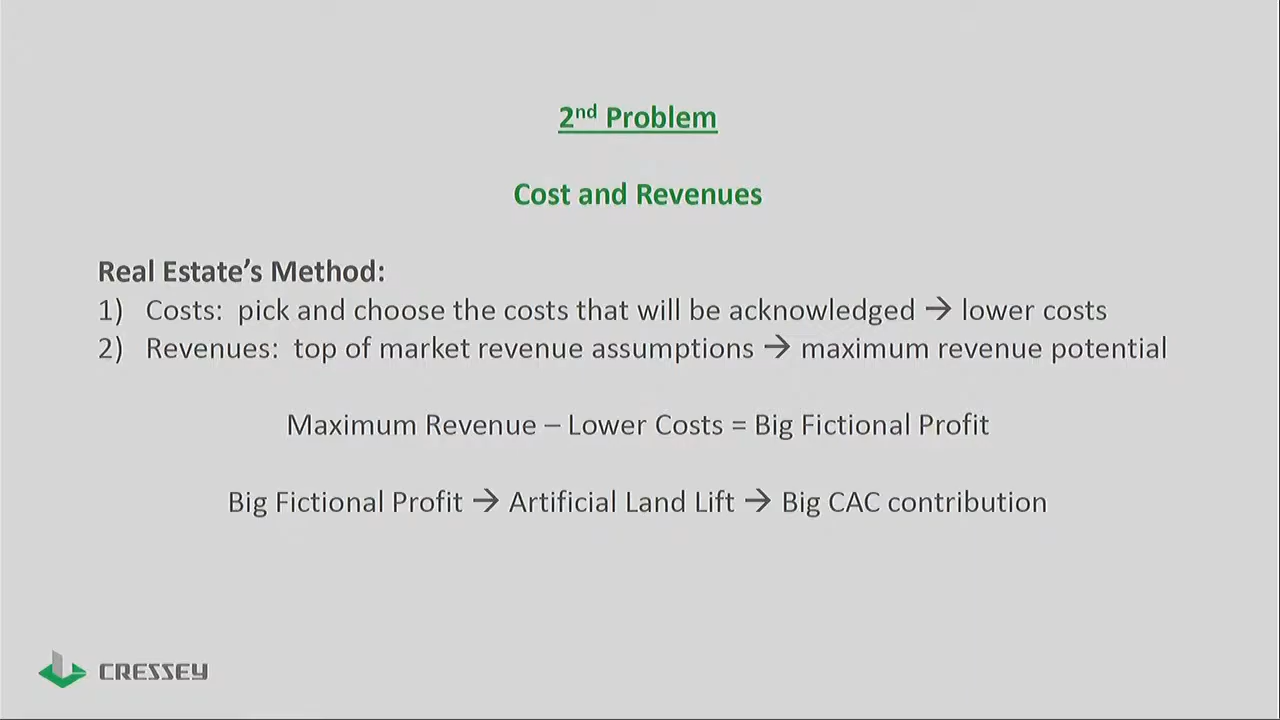 2nd Problem
Cost and Revenues
Real Estate's Method:
1) Costs: pick and choose the costs that will be acknowledged → lower costs
2) Revenues: top of market revenue assumptions → maximum revenue potential
Maximum Revenue – Lower Costs = Big Fictional Profit
Big Fictional Profit → Artificial Land Lift → Big CAC contribution
CRESSEY